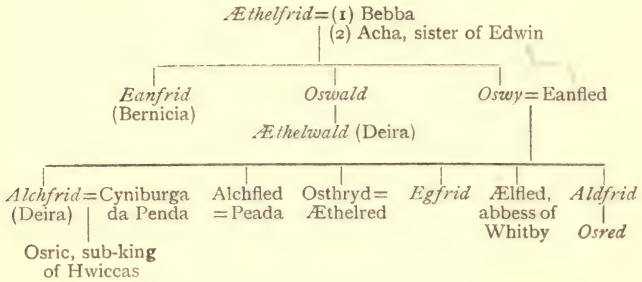 Æthelfrid=(1) Bebba
(2) Acha, sister of Edwin
Eanfrid Oswald Oswy=Eanfled
(Bernicia)
Æthelwald (Deira)
Alchfrid=Cyniburga Alchfled Osthryd= Egfrid Ælfled, Aldfrid
(Deira) da Penda =Peada Æthelred abbess of
Whitby Osred
Osric, sub-king
of Hwiccas